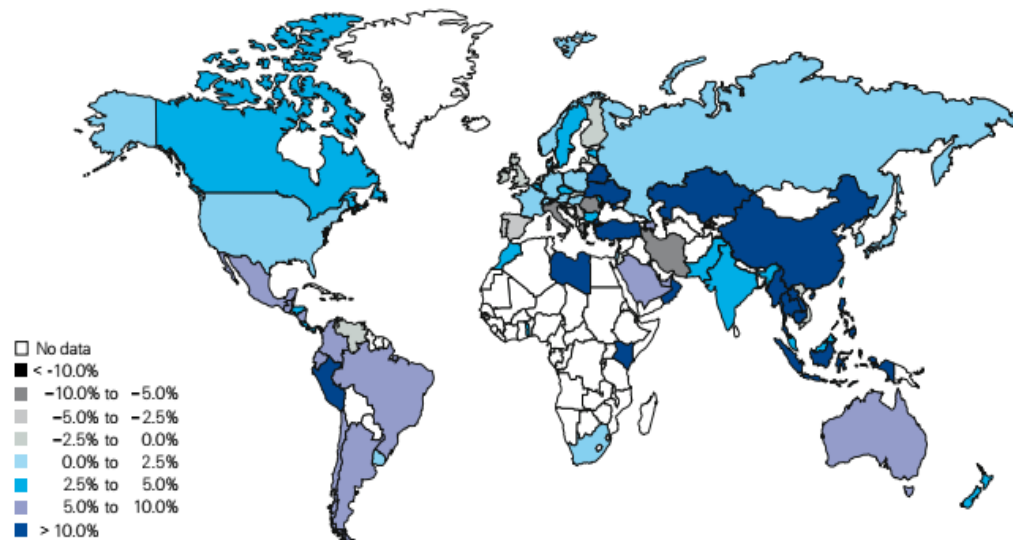 No data
< -10.0%
-10.0% to -5.0%
-5.0% to -2.5%
-2.5% to 0.0%
0.0% to 2.5%
2.5% to 5.0%
5.0% to 10.0%
> 10.0%